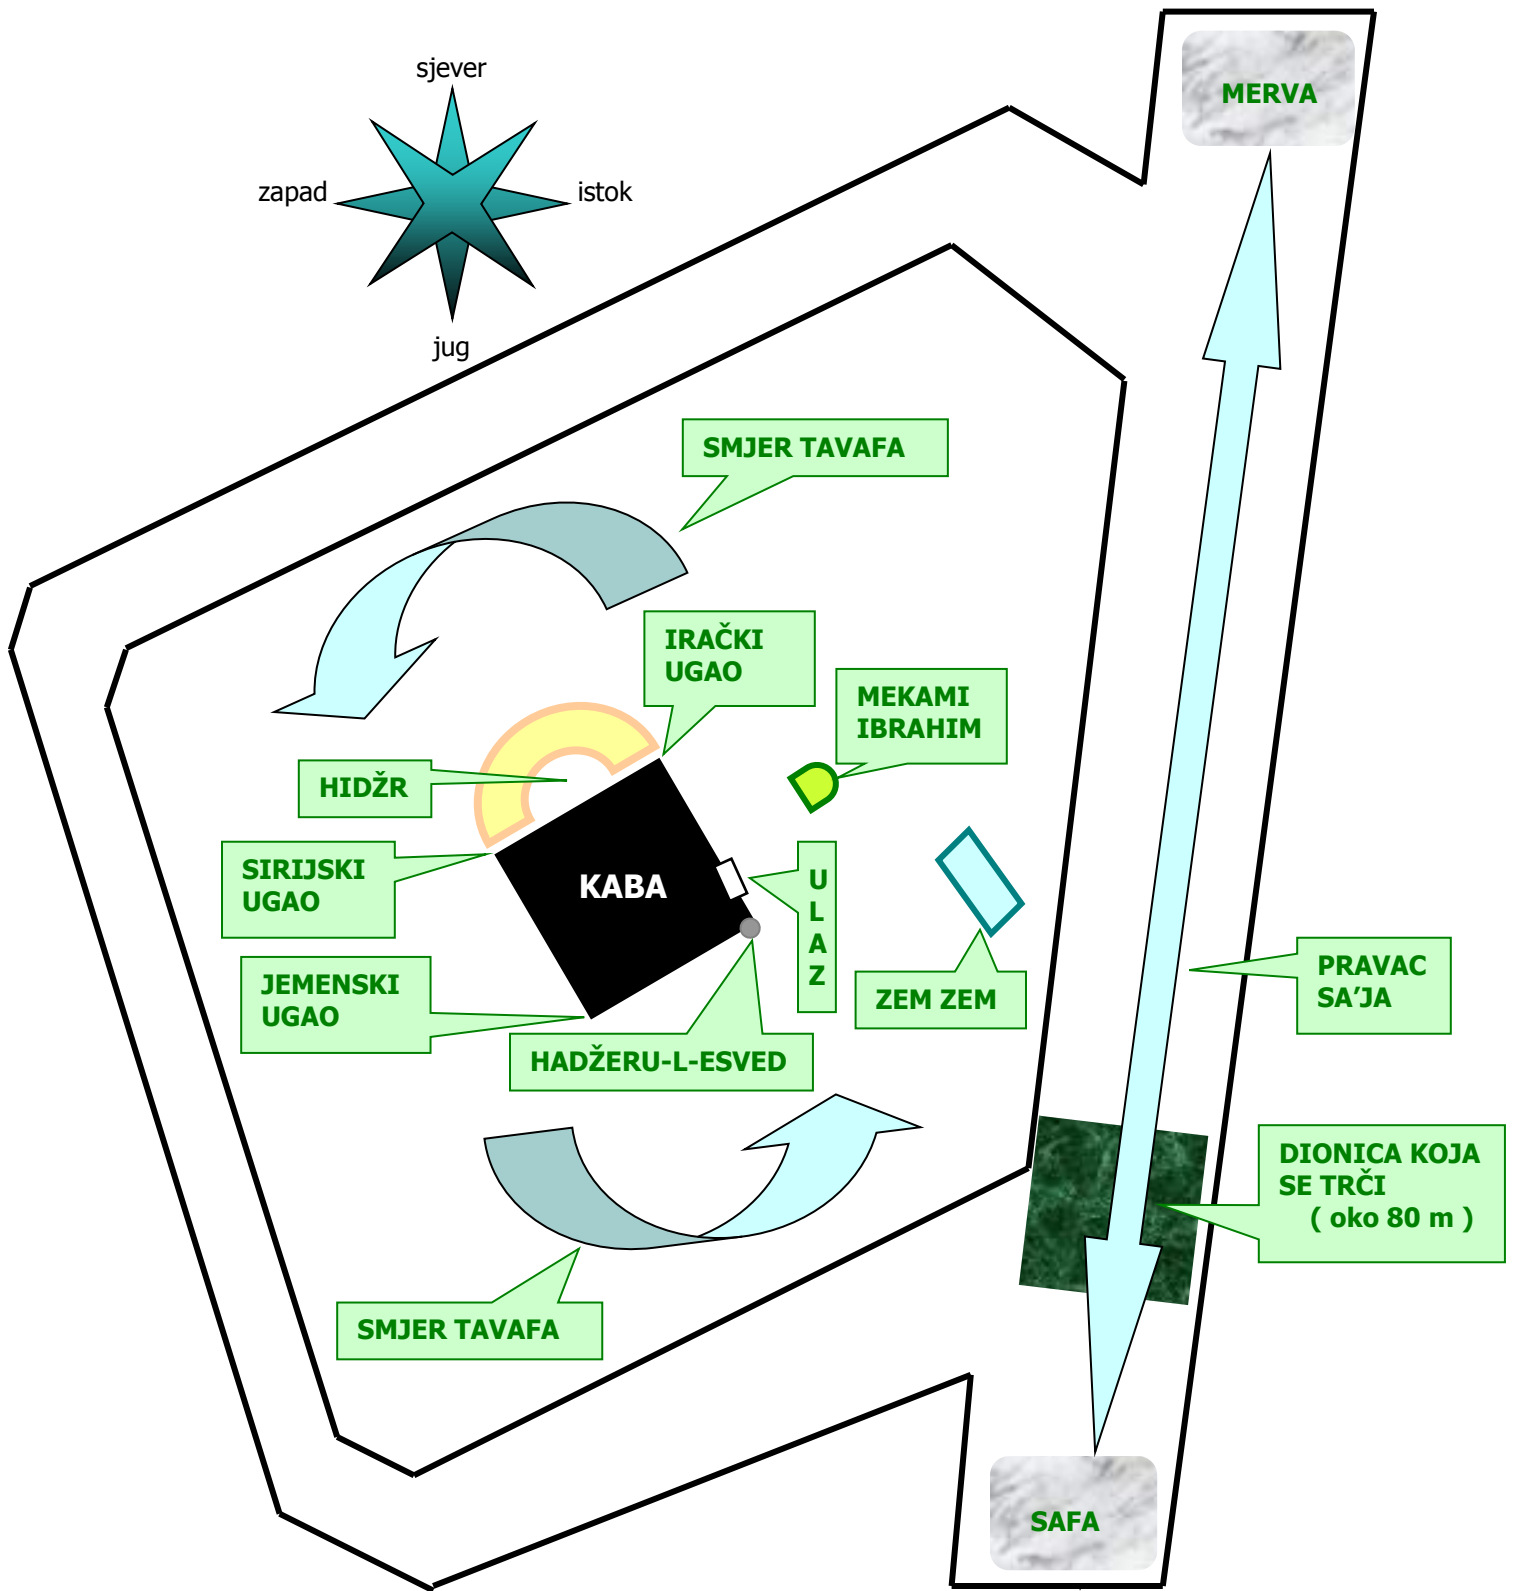 sjever
MERVA
zapad
istok
jug
SMJER TAVAFA
IRAČKI
UGAO
MEKAMI
IBRAHIM
HIDŽR
SIRIJSKI
UGAO
KABA
U
L
A
Z
JEMENSKI
UGAO
ZEM ZEM
PRAVAC
SA’JA
HADŽERU-L-ESVED
DIONICA KOJA
SE TRČI
( oko 80 m )
SMJER TAVAFA
SAFA